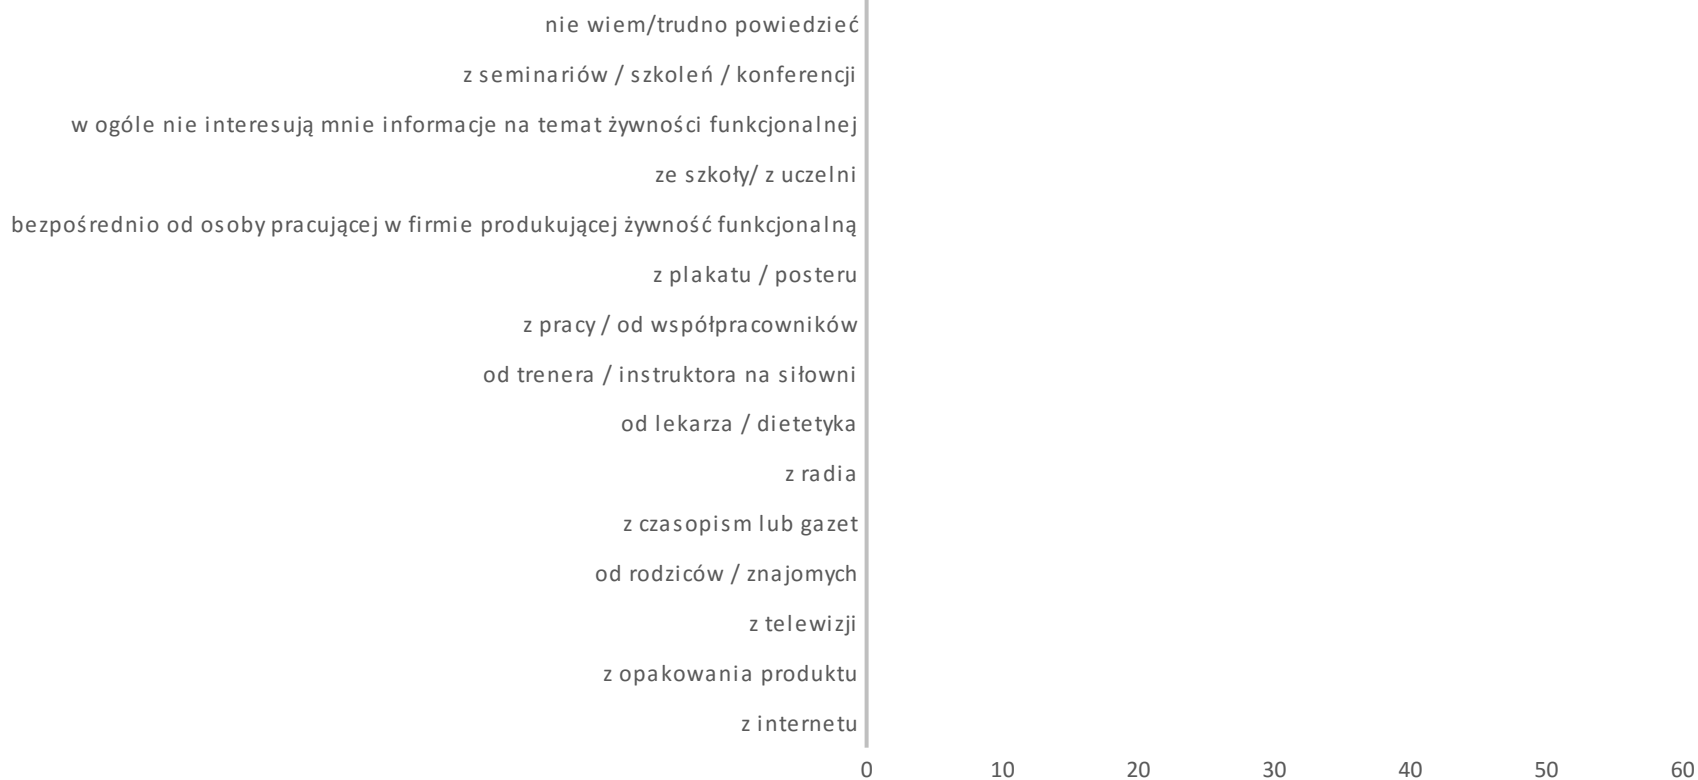 nie wiem/trudno powiedzieć
z seminariów / szkoleń / konferencji
w ogóle nie interesują mnie informacje na temat żywności funkcjonalnej
ze szkoły/ z uczelni
bezpośrednio od osoby pracującej w firmie produkującej żywność funkcjonalną
z plakatu / posteru
z pracy / od współpracowników
od trenera / instruktora na siłowni
od lekarza / dietetyka
z radia
z czasopism lub gazet
od rodziców / znajomych
z telewizji
z opakowania produktu
z internetu
0 10 20 30 40 50 60